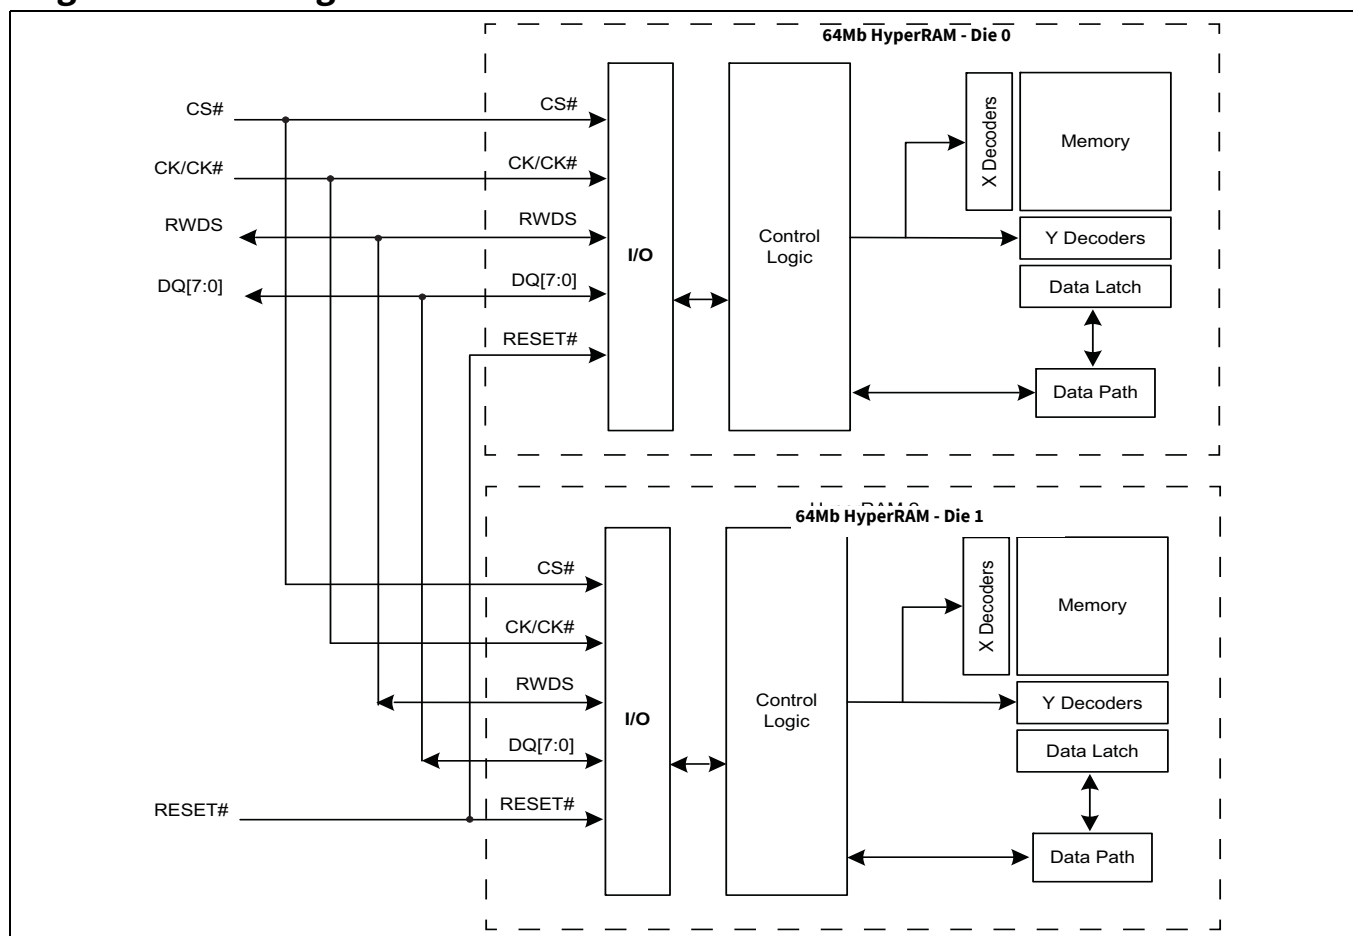 64Mb HyperRAM - Die 0
CS#
CS#
CK/CK#
CK/CK#
RWDS
RWDS
DQ[7:0]
DQ[7:0]
RESET#
I/O
Control
Logic
X Decoders
Memory
Y Decoders
Data Latch
Data Path
64Mb HyperRAM - Die 1
CS#
CK/CK#
RWDS
DQ[7:0]
RESET#
RESET#
I/O
Control
Logic
X Decoders
Memory
Y Decoders
Data Latch
Data Path